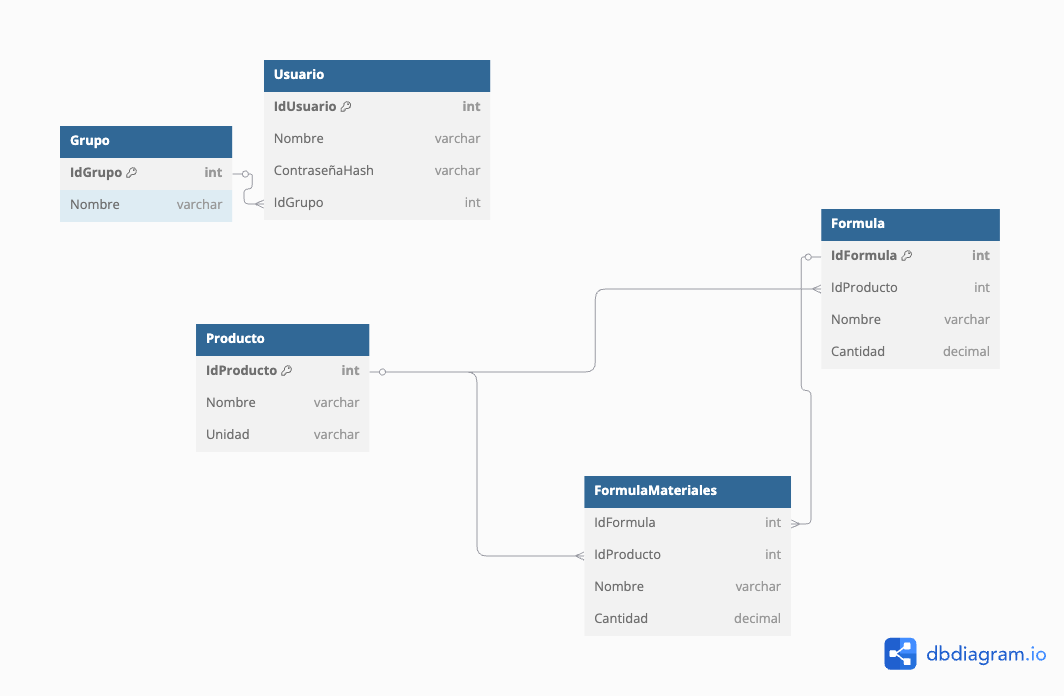 Usuario
IdUsuario int
Nombre varchar
ContraseñaHash varchar
IdGrupo int
Grupo
IdGrupo int
Nombre varchar
Formula
IdFormula int
IdProducto int
Nombre varchar
Cantidad decimal
Producto
IdProducto int
Nombre varchar
Unidad varchar
FormulaMateriales
IdFormula int
IdProducto int
Nombre varchar
Cantidad decimal
dbdiagram.io